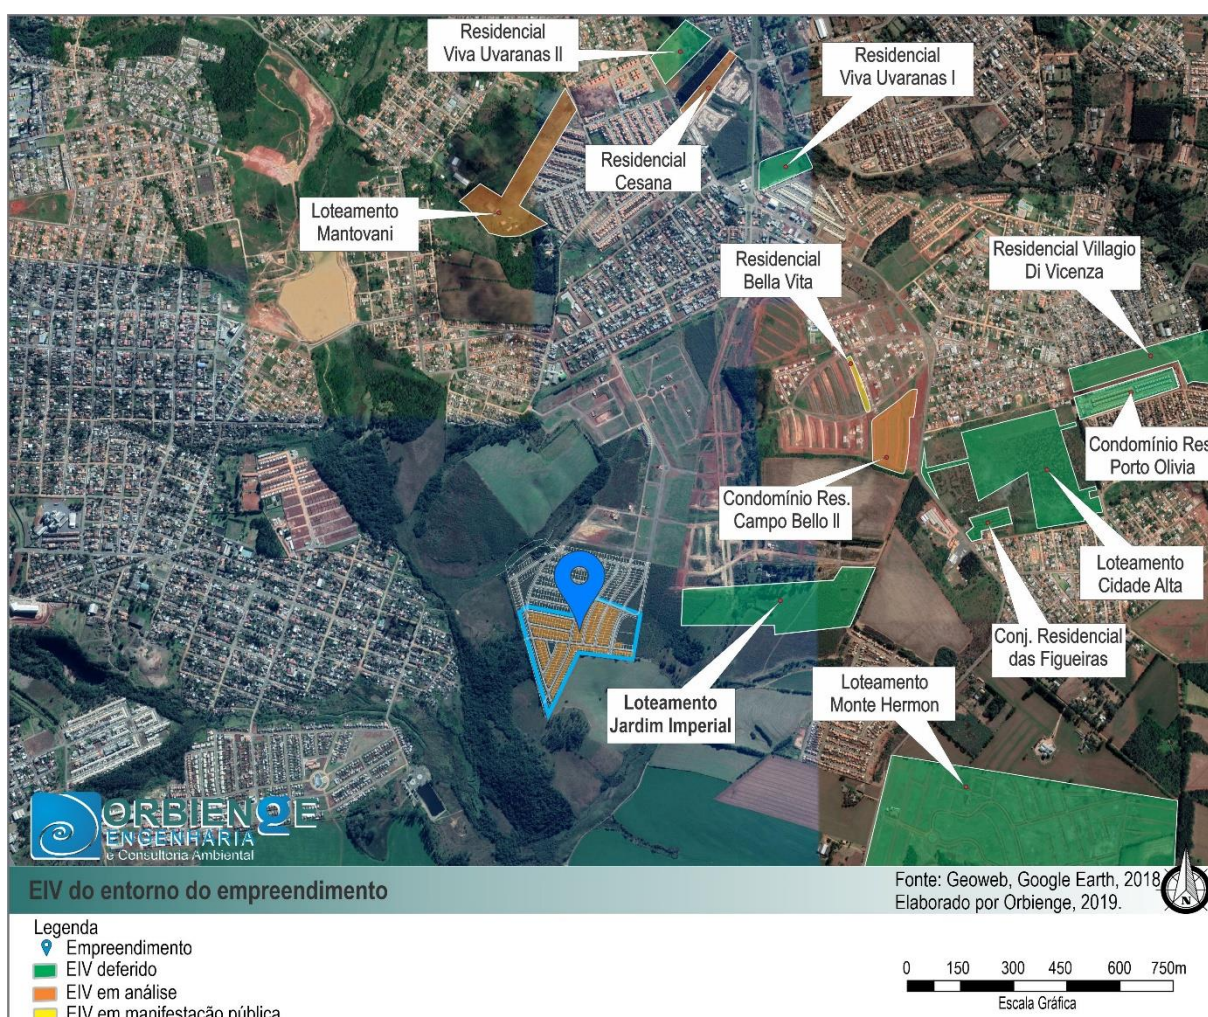 Residencial
Viva Uvaranas II
Residencial
Viva Uvaranas I
Residencial
Cesana
Loteamento
Mantovani
Residencial
Bella Vita
Residencial Villagio
Di Vicenza
Condomínio Res
Porto Olivia
Condomínio Res.
Campo Bello II
Loteamento
Cidade Alta
Conj. Residencial
das Figueiras
Loteamento
Jardim Imperial
Loteamento
Monte Hermon
ORBIENGE
ENGENHARIA
e Consultoria Ambiental
EIV do entorno do empreendimento
Fonte: Geoweb, Google Earth, 2018
Elaborado por Orbienge, 2019.
N
Legenda
Empreendimento
EIV deferido
EIV em análise
EIV em manifestação pública
0 150 300 450 600 750m
Escala Gráfica